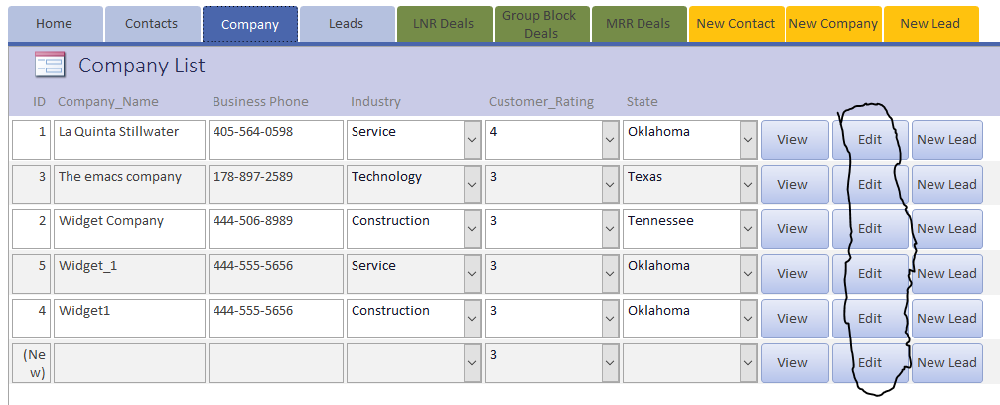 Home Contacts Company Leads LNR Deals Group Block Deals MRR Deals New Contact New Company New Lead
Company List
ID Company_Name Business Phone Industry Customer_Rating State
1 La Quinta Stillwater 405-564-0598 Service 4 Oklahoma View Edit New Lead
3 The emacs company 178-897-2589 Technology 3 Texas View Edit New Lead
2 Widget Company 444-506-8989 Construction 3 Tennessee View Edit New Lead
5 Widget_1 444-555-5656 Service 3 Oklahoma View Edit New Lead
4 Widget1 444-555-5656 Construction 3 Oklahoma View Edit New Lead
(New) 3 View Edit New Lead